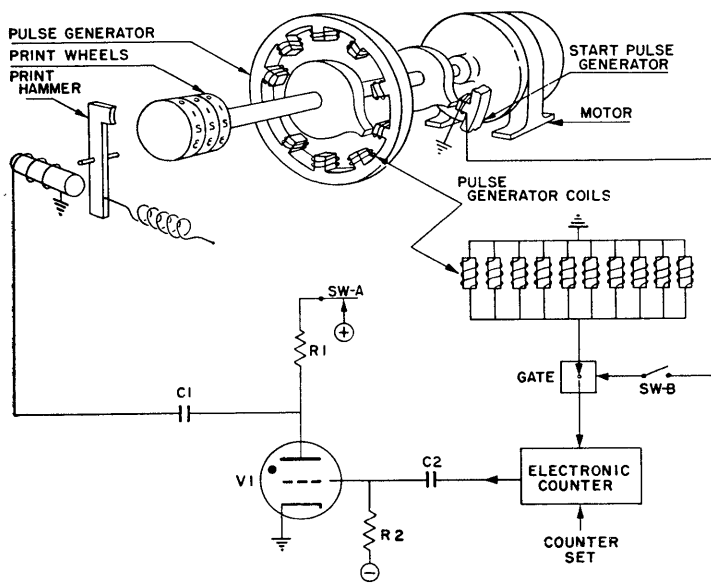 PULSE GENERATOR
PRINT WHEELS
PRINT
HAMMER
START PULSE
GENERATOR
MOTOR
PULSE
GENERATOR COILS
SW-A
+
R1
C1
GATE
SW-B
V1
C2
ELECTRONIC
COUNTER
R2
−
COUNTER
SET